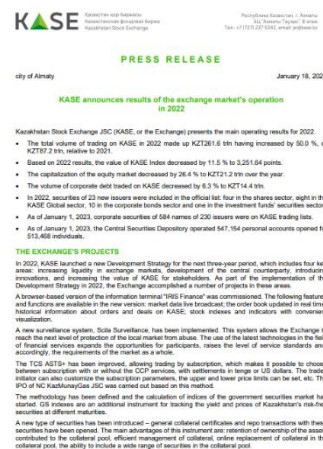 KASE
Қазақстан қор биржасы
Казахстанская фондовая биржа
Kazakhstan Stock Exchange
Республика Казахстан, г. Алматы
PRESS RELEASE
city of Almaty
January 18, 202
KASE announces results of the exchange market's operation
in 2022
Kazakhstan Stock Exchange JSC (KASE, or the Exchange) presents the main operating results for 2022.
• The total volume of trading on KASE in 2022 made up KZT261.6 trln having increased by 50.0 %, o
KZT87.2 trln, relative to 2021.
• Based on 2022 results, the value of KASE Index decreased by 11.5 % to 3,251.64 points.
• The capitalization of the equity market decreased by 26.4 % to KZT21.2 trln over the year.
• The volume of corporate debt traded on KASE decreased by 6.3 % to KZT14.4 trln.
• In 2022, securities of 23 new issuers were included in the official list: four in the shares sector, eight in th
KASE Global sector, 10 in the corporate bonds sector and one in the investment funds' securities secto
• As of January 1, 2023, corporate securities of 584 names of 230 issuers were on KASE trading lists.
• As of January 1, 2023, the Central Securities Depository operated 547,154 personal accounts opened fo
513,468 individuals.
THE EXCHANGE'S PROJECTS
In 2022, KASE launched a new Development Strategy for the next three-year period, which includes four ke
areas: increasing liquidity in exchange markets, development of the central counterparty, introducin
innovations, and increasing the value of KASE for stakeholders. As part of the implementation of th
Development Strategy in 2022, the Exchange accomplished a number of projects in these areas.
A browser-based version of the information terminal "IRIS Finance" was commissioned. The following feature
and functions are available in the new version: market data live broadcast; the order book updated in real tim
historical information about orders and deals on KASE; stock indexes and indicators with convenien
visualization.
A new surveillance system, Scila Surveillance, has been implemented. This system allows the Exchange t
reach the next level of protection of the local market from abuse. The use of the latest technologies in the fiel
of financial services expands the opportunities for participants, raises the level of service standards an
accordingly, the requirements of the market as a whole.
The TCS ASTS+ has been improved, allowing trading by subscription, which makes it possible to choos
between subscription with or without the CCP services, with settlements in tenge or US dollars. The trade
initiator can also customize the subscription parameters, the upper and lower price limits can be set, etc. Th
IPO of NC KazMunayGas JSC was carried out based on this method.
The methodology has been defined and the calculation of indices of the government securities market ha
started. GS indexes are an additional instrument for tracking the yield and prices of Kazakhstan's risk-fre
securities at different maturities.
A new type of securities has been introduced – general collateral certificates and repo transactions with thes
securities have been opened. The main advantages of this instrument are: retention of ownership of the asset
contributed to the collateral pool, efficient management of collateral, online replacement of collateral in th
collateral pool, the ability to include a wide range of securities in the collateral pool.